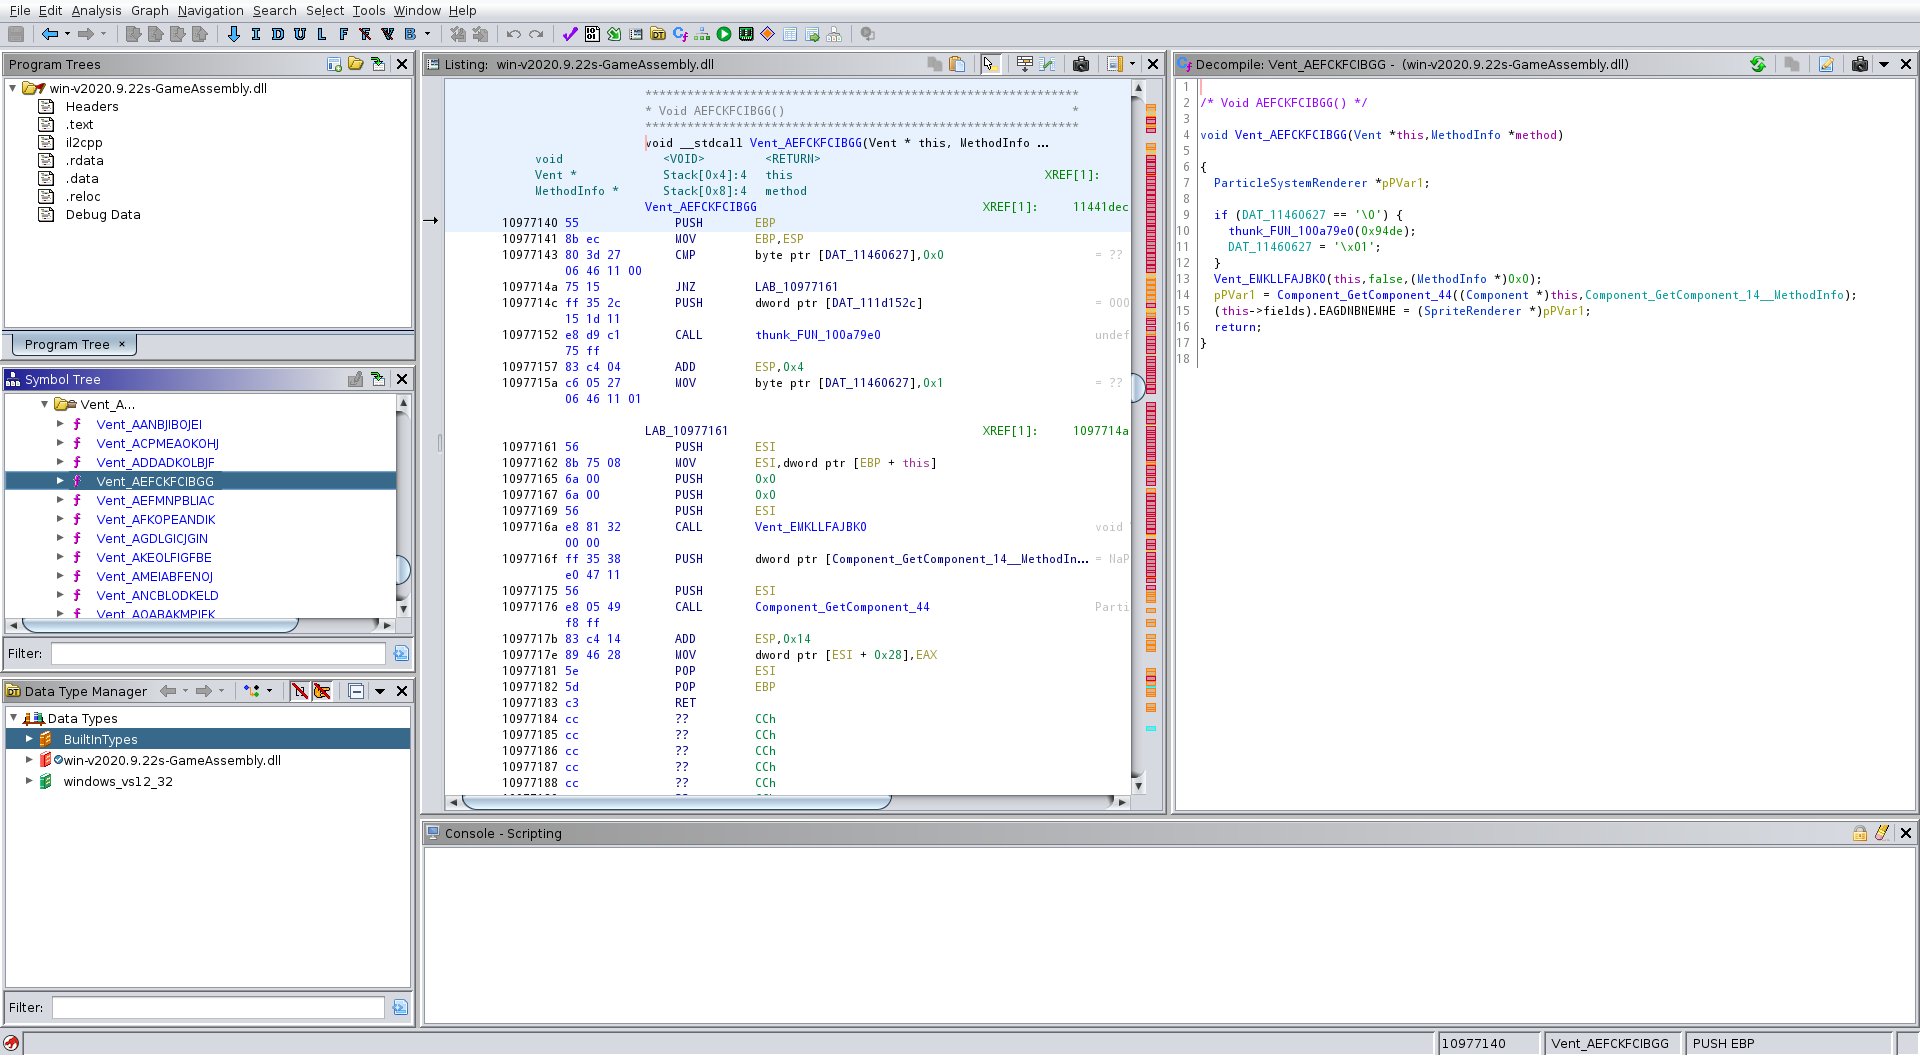 File Edit Analysis Graph Navigation Search Select Tools Window Help
I D U L F B
Program Trees
win-v2020.9.22s-GameAssembly.dll
Headers
.text
il2cpp
.rdata
.data
.reloc
Debug Data
Program Tree ×
Symbol Tree
Vent_A...
f Vent_AANBJIBOJEI
f Vent_ACPMEAOKOHJ
f Vent_ADDADKOLBJF
f Vent_AEFCKFCIBGG
f Vent_AEFMNPBLIAC
f Vent_AFKOPEANDIK
f Vent_AGDLGICJGIN
f Vent_AKEOLFIGFBE
f Vent_AMEIABFENOJ
f Vent_ANCBLODKELD
Filter:
Data Type Manager
Data Types
BuiltInTypes
win-v2020.9.22s-GameAssembly.dll
windows_vs12_32
Filter:
Listing: win-v2020.9.22s-GameAssembly.dll
**************************************************************
* Void AEFCKFCIBGG() *
**************************************************************
void __stdcall Vent_AEFCKFCIBGG(Vent * this, MethodInfo ...
void <VOID> <RETURN>
Vent * Stack[0x4]:4 this XREF[1]:
MethodInfo * Stack[0x8]:4 method
Vent_AEFCKFCIBGG XREF[1]: 11441dec
10977140 55 PUSH EBP
10977141 8b ec MOV EBP,ESP
10977143 80 3d 27 CMP byte ptr [DAT_11460627],0x0 = ??
06 46 11 00
1097714a 75 15 JNZ LAB_10977161
1097714c ff 35 2c PUSH dword ptr [DAT_111d152c] = 000
15 1d 11
10977152 e8 d9 c1 CALL thunk_FUN_100a79e0 undef
75 ff
10977157 83 c4 04 ADD ESP,0x4
1097715a c6 05 27 MOV byte ptr [DAT_11460627],0x1 = ??
06 46 11 01
LAB_10977161 XREF[1]: 1097714a
10977161 56 PUSH ESI
10977162 8b 75 08 MOV ESI,dword ptr [EBP + this]
10977165 6a 00 PUSH 0x0
10977167 6a 00 PUSH 0x0
10977169 56 PUSH ESI
1097716a e8 81 32 CALL Vent_EMKLLFAJBKO void
00 00
1097716f ff 35 38 PUSH dword ptr [Component_GetComponent_14__MethodIn... = NaP
e0 47 11
10977175 56 PUSH ESI
10977176 e8 05 49 CALL Component_GetComponent_44 Parti
f8 ff
1097717b 83 c4 14 ADD ESP,0x14
1097717e 89 46 28 MOV dword ptr [ESI + 0x28],EAX
10977181 5e POP ESI
10977182 5d POP EBP
10977183 c3 RET
10977184 cc ?? CCh
10977185 cc ?? CCh
10977186 cc ?? CCh
10977187 cc ?? CCh
10977188 cc ?? CCh
Decompile: Vent_AEFCKFCIBGG - (win-v2020.9.22s-GameAssembly.dll)
1
2 /* Void AEFCKFCIBGG() */
3
4 void Vent_AEFCKFCIBGG(Vent *this,MethodInfo *method)
5
6 {
7 ParticleSystemRenderer *pPVar1;
8
9 if (DAT_11460627 == '\0') {
10 thunk_FUN_100a79e0(0x94de);
11 DAT_11460627 = '\x01';
12 }
13 Vent_EMKLLFAJBKO(this,false,(MethodInfo *)0x0);
14 pPVar1 = Component_GetComponent_44((Component *)this,Component_GetComponent_14__MethodInfo);
15 (this->fields).EAGDNBNEMHE = (SpriteRenderer *)pPVar1;
16 return;
17 }
18
Console - Scripting
10977140 Vent_AEFCKFCIBGG PUSH EBP